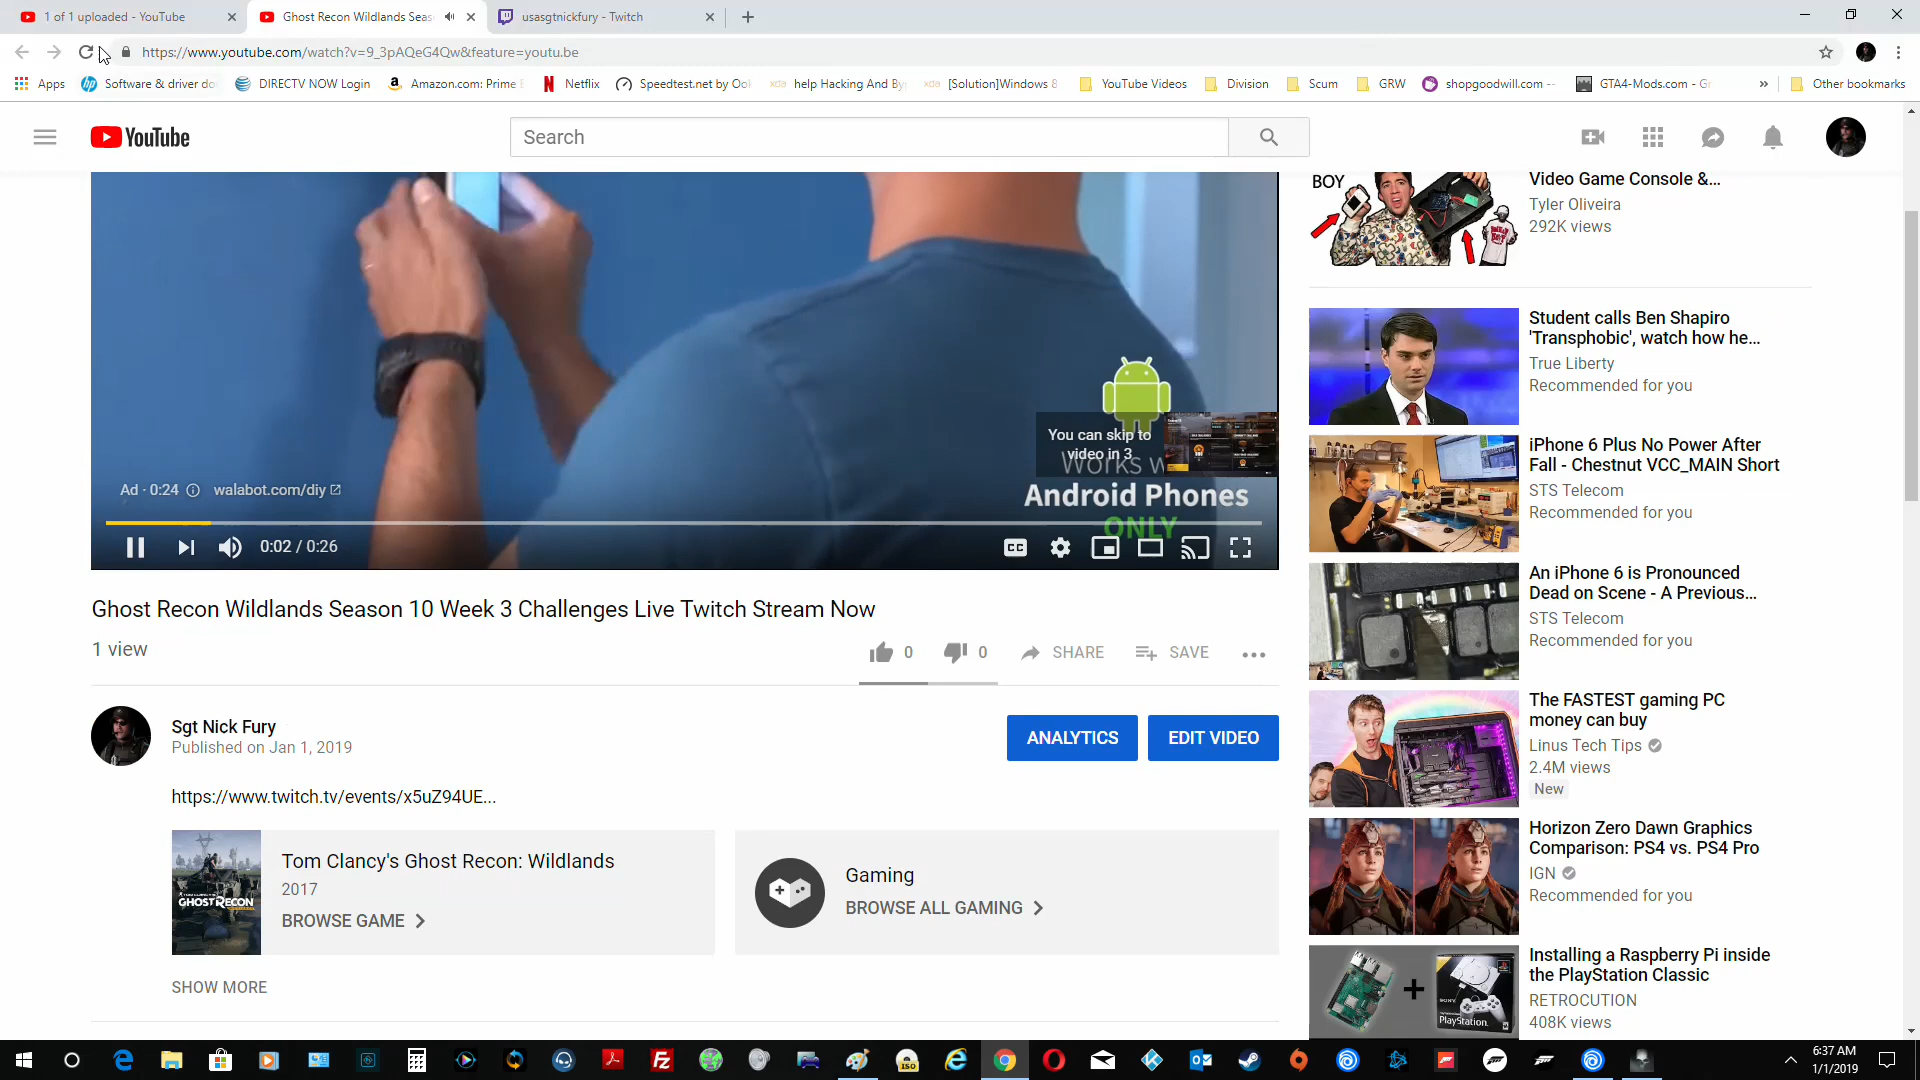 1 of 1 uploaded - YouTube
Ghost Recon Wildlands Seas
usasgtnickfury - Twitch
https://www.youtube.com/watch?v=9_3pAQeG4Qw&feature=youtu.be
Apps
Software & driver do
DIRECTV NOW Login
Amazon.com: Prime
Netflix
Speedtest.net by Ook
help Hacking And By
[Solution]Windows 8
YouTube Videos
Division
Scum
GRW
shopgoodwill.com --
GTA4-Mods.com - Gr
Other bookmarks
YouTube
Search
You can skip to
video in 3
Works w
Android Phones
ONLY
Ad · 0:24
walabot.com/diy
0:02 / 0:26
CC
Ghost Recon Wildlands Season 10 Week 3 Challenges Live Twitch Stream Now
1 view
0
0
SHARE
SAVE
Sgt Nick Fury
Published on Jan 1, 2019
ANALYTICS
EDIT VIDEO
https://www.twitch.tv/events/x5uZ94UE...
GHOST RECON
Tom Clancy's Ghost Recon: Wildlands
2017
BROWSE GAME
Gaming
BROWSE ALL GAMING
SHOW MORE
BOY
Video Game Console &...
Tyler Oliveira
292K views
Student calls Ben Shapiro
'Transphobic', watch how he...
True Liberty
Recommended for you
iPhone 6 Plus No Power After
Fall - Chestnut VCC_MAIN Short
STS Telecom
Recommended for you
An iPhone 6 is Pronounced
Dead on Scene - A Previous...
STS Telecom
Recommended for you
The FASTEST gaming PC
money can buy
Linus Tech Tips
2.4M views
New
Horizon Zero Dawn Graphics
Comparison: PS4 vs. PS4 Pro
IGN
Recommended for you
PlayStation.
Installing a Raspberry Pi inside
the PlayStation Classic
RETROCUTION
408K views
6:37 AM
1/1/2019